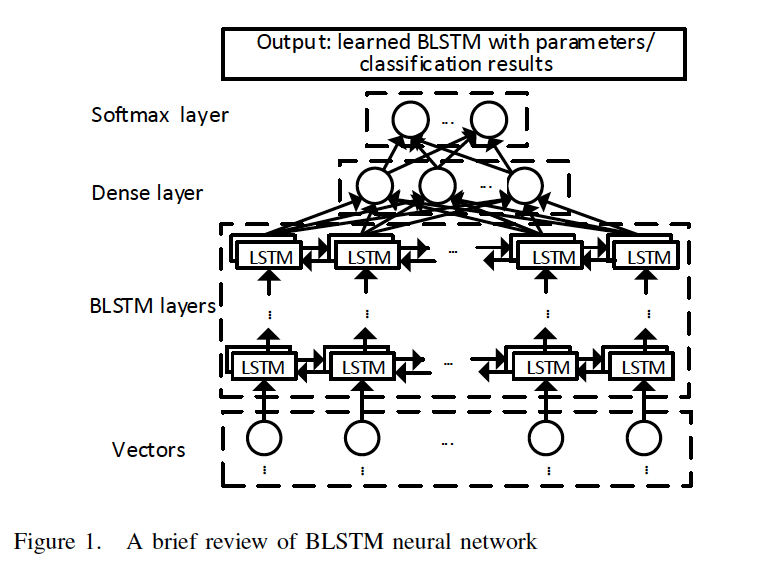 Output: learned BLSTM with parameters/
classification results
Softmax layer
...
Dense layer
...
LSTM LSTM ... LSTM LSTM
BLSTM layers
... ... ... ...
LSTM LSTM ... LSTM LSTM
Vectors
...
... ... ... ...
Figure 1. A brief review of BLSTM neural network